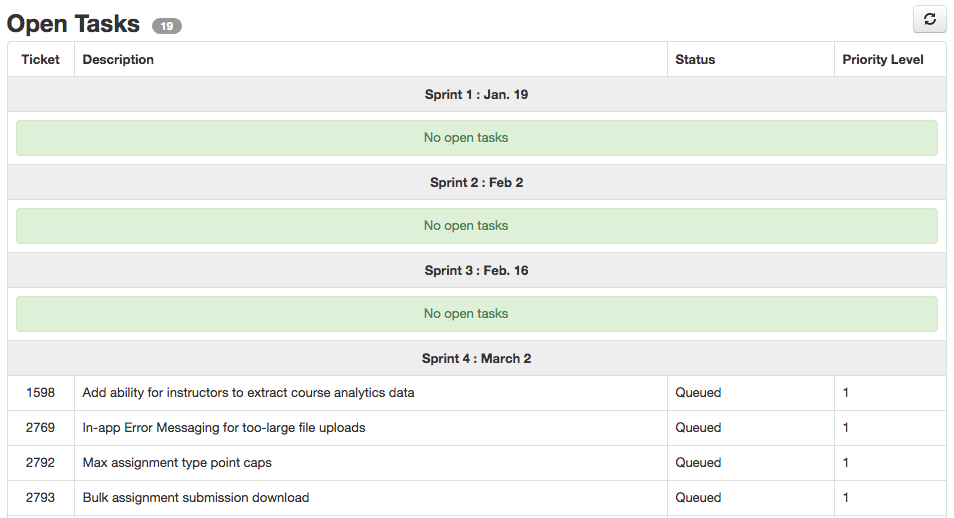 Open Tasks 19
Ticket Description Status Priority Level
Sprint 1 : Jan. 19
No open tasks
Sprint 2 : Feb 2
No open tasks
Sprint 3 : Feb. 16
No open tasks
Sprint 4 : March 2
1598 Add ability for instructors to extract course analytics data Queued 1
2769 In-app Error Messaging for too-large file uploads Queued 1
2792 Max assignment type point caps Queued 1
2793 Bulk assignment submission download Queued 1